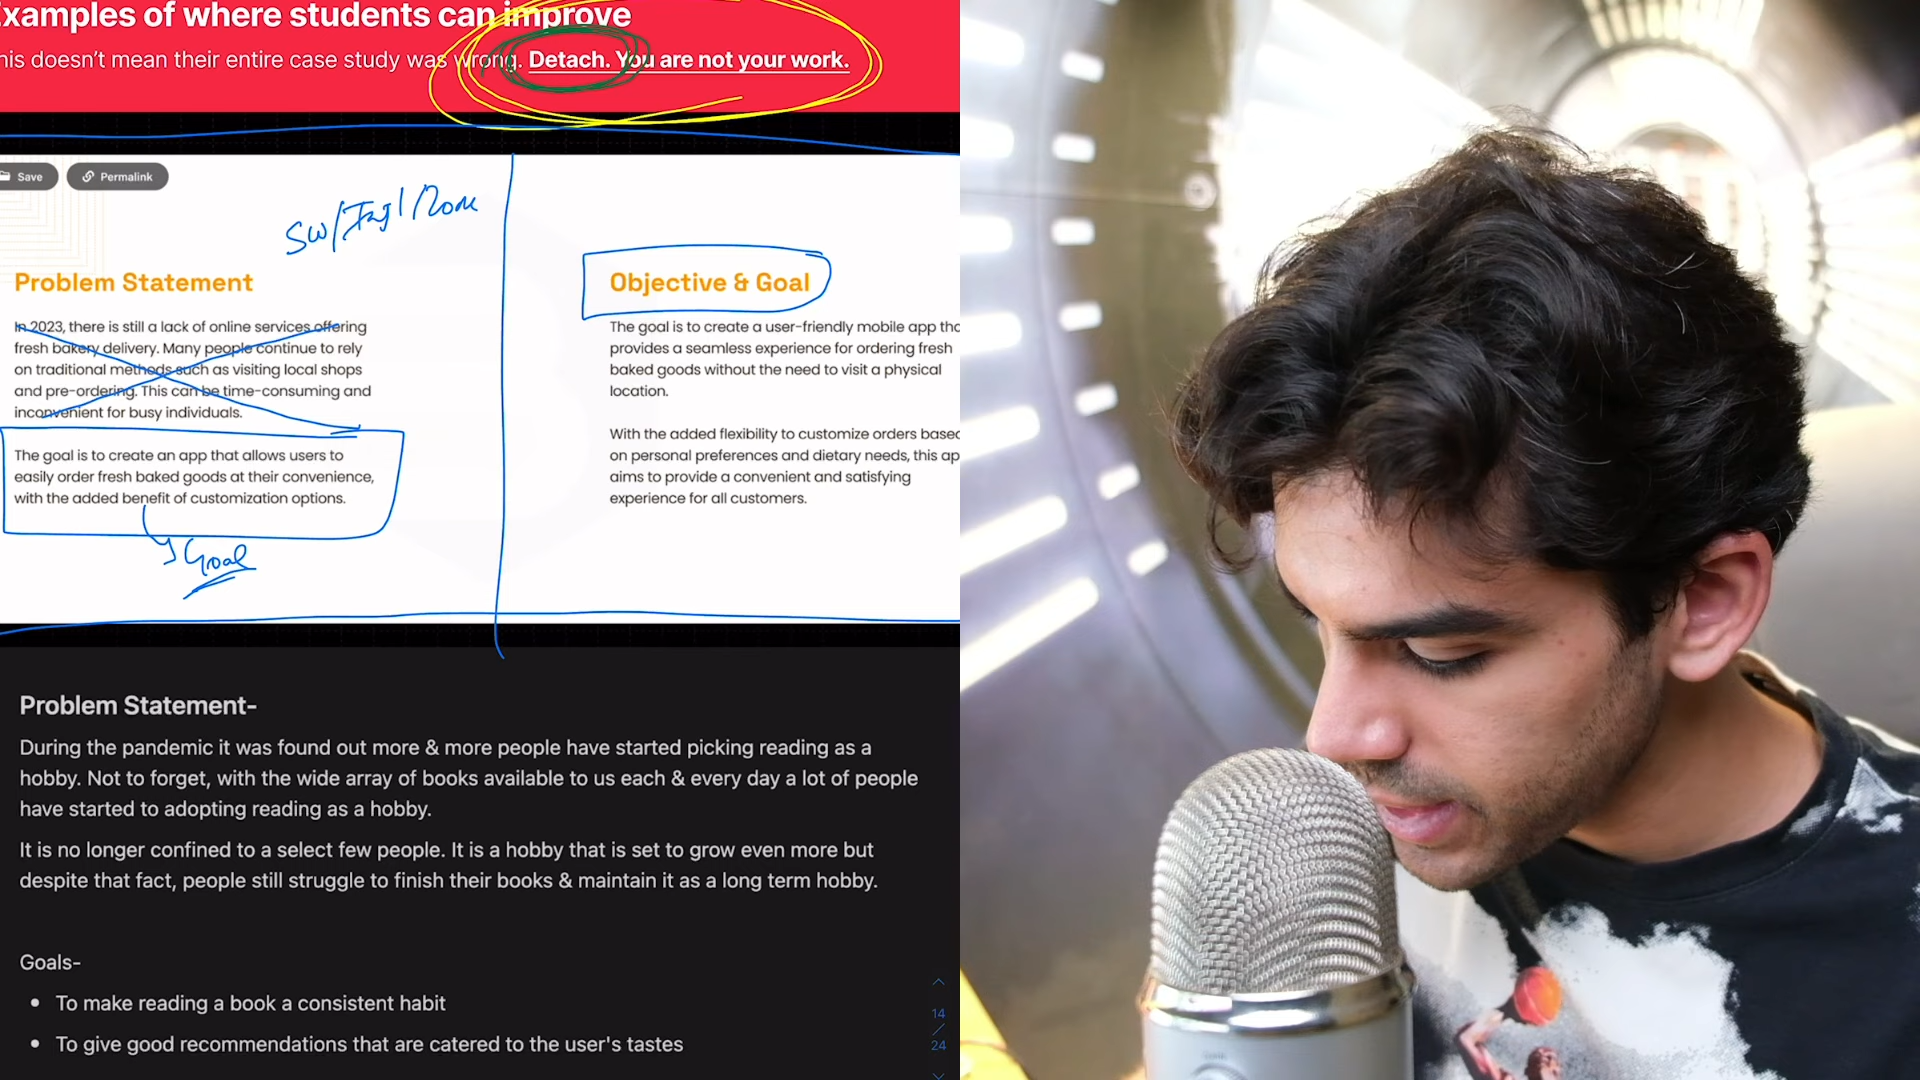 Examples of where students can improve
his doesn't mean their entire case study was wrong. Detach. You are not your work.
Save
Permalink
Problem Statement
In 2023, there is still a lack of online services offering
fresh bakery delivery. Many people continue to rely
on traditional methods such as visiting local shops
and pre-ordering. This can be time-consuming and
inconvenient for busy individuals.
The goal is to create an app that allows users to
easily order fresh baked goods at their convenience,
with the added benefit of customization options.
Goal
Objective & Goal
The goal is to create a user-friendly mobile app tha
provides a seamless experience for ordering fresh
baked goods without the need to visit a physical
location.
With the added flexibility to customize orders based
on personal preferences and dietary needs, this ap
aims to provide a convenient and satisfying
experience for all customers.
Problem Statement-
During the pandemic it was found out more & more people have started picking reading as a
hobby. Not to forget, with the wide array of books available to us each & every day a lot of people
have started to adopting reading as a hobby.
It is no longer confined to a select few people. It is a hobby that is set to grow even more but
despite that fact, people still struggle to finish their books & maintain it as a long term hobby.
Goals-
• To make reading a book a consistent habit
• To give good recommendations that are catered to the user's tastes
14
/
24